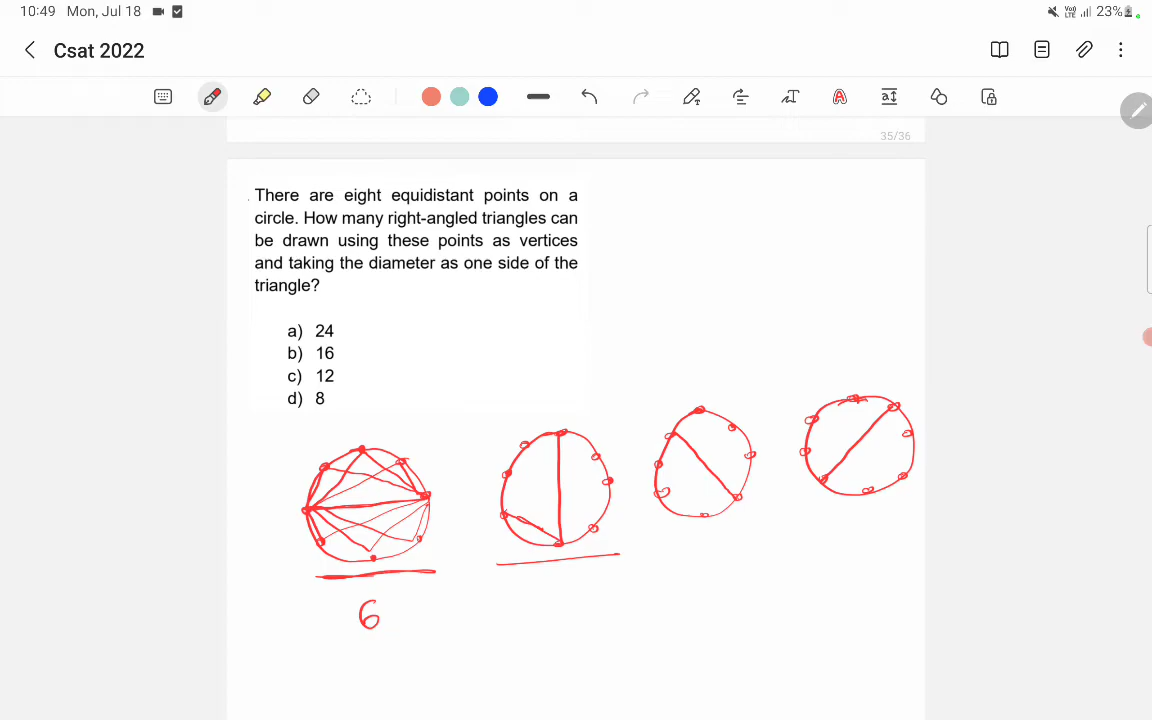 10:49 Mon, Jul 18
VoI) LTE 23%
Csat 2022
35/36
There are eight equidistant points on a
circle. How many right-angled triangles can
be drawn using these points as vertices
and taking the diameter as one side of the
triangle?
a) 24
b) 16
c) 12
d) 8
6